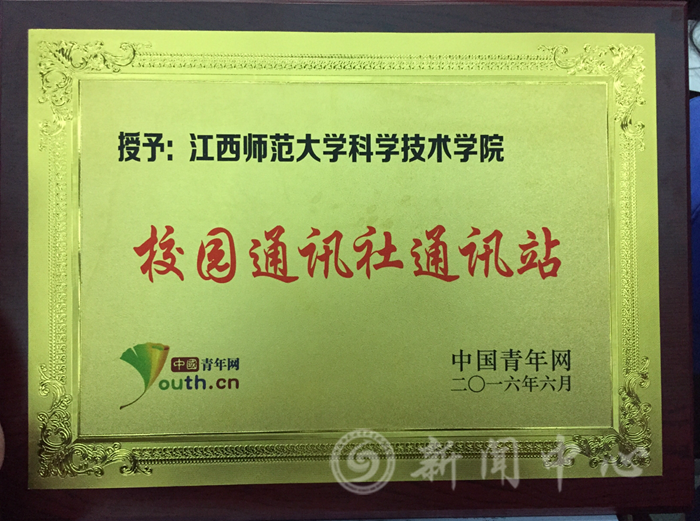 授予：江西师范大学科学技术学院
校园通讯社通讯站
中國青年网
Youth.cn
中国青年网
二〇一六年六月
新闻中心